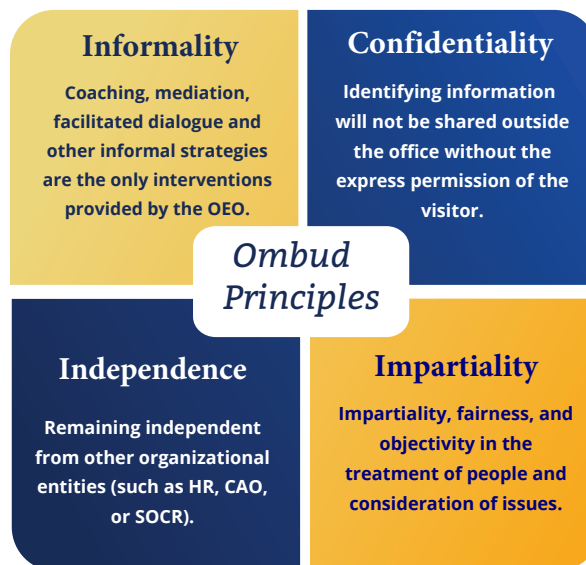 Informality
Coaching, mediation,
facilitated dialogue and
other informal strategies
are the only interventions
provided by the OEO.
Confidentiality
Identifying information
will not be shared outside
the office without the
express permission of the
visitor.
Ombud
Principles
Independence
Remaining independent
from other organizational
entities (such as HR, CAO,
or SOCR).
Impartiality
Impartiality, fairness, and
objectivity in the
treatment of people and
consideration of issues.